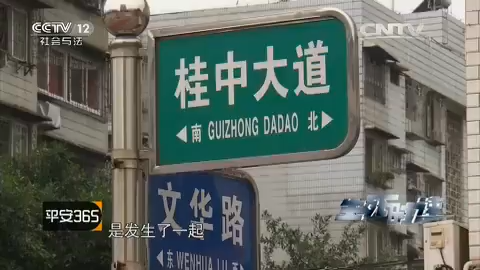 CCTV 12
社会与法
CNTV
桂中大道
南 GUIZHONG DADAO 北
文华路
东 WENHUA LU 西
平安365
是发生了一起